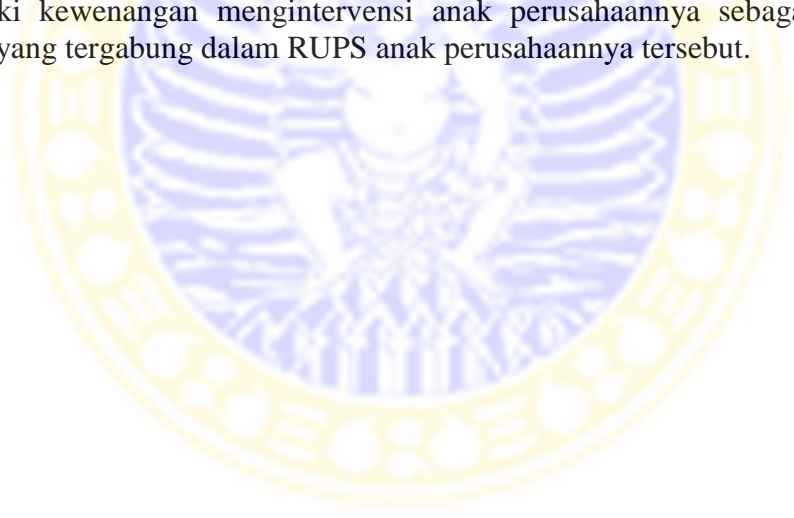 ki kewenangan mengintervensi anak perusahaannya sebaga
yang tergabung dalam RUPS anak perusahaannya tersebut.